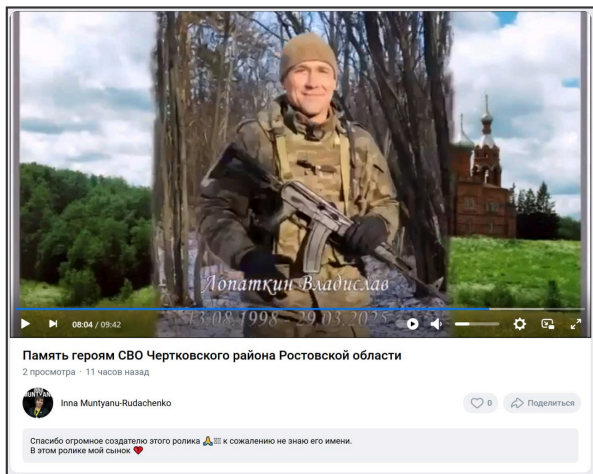 Лопаткин Владислав
13.08.1998 - 29.03.2025
08:04 / 09:42
Память героям СВО Чертковского района Ростовской области
2 просмотра · 11 часов назад
Inna Muntyanu-Rudachenko
0
Поделиться
Спасибо огромное создателю этого ролика 🙏 к сожалению не знаю его имени.
В этом ролике мой сынок 💔